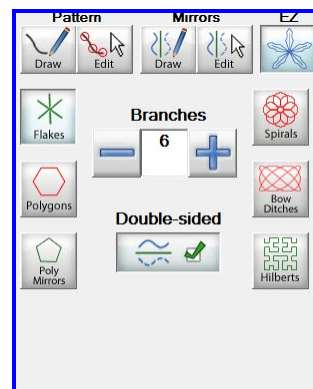 Pattern Mirrors EZ
Draw Edit Draw Edit
Flakes
Branches
6
Spirals
Polygons
Bow
Ditches
Double-sided
Poly
Mirrors
Hilberts